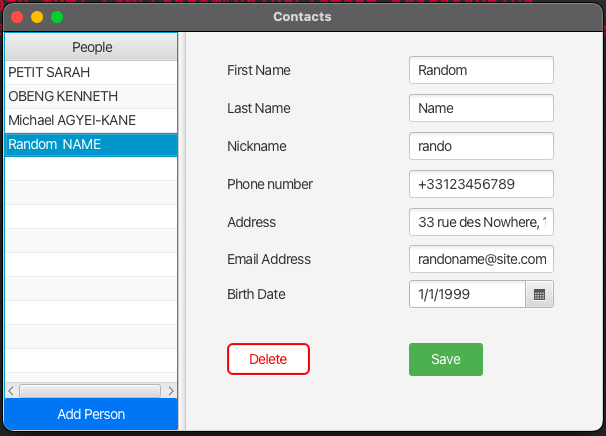 Contacts
People
PETIT SARAH
OBENG KENNETH
Michael AGYEI-KANE
Random  NAME
Add Person
First Name Random
Last Name Name
Nickname rando
Phone number +33123456789
Address 33 rue des Nowhere, 1
Email Address randoname@site.com
Birth Date 1/1/1999
Delete Save